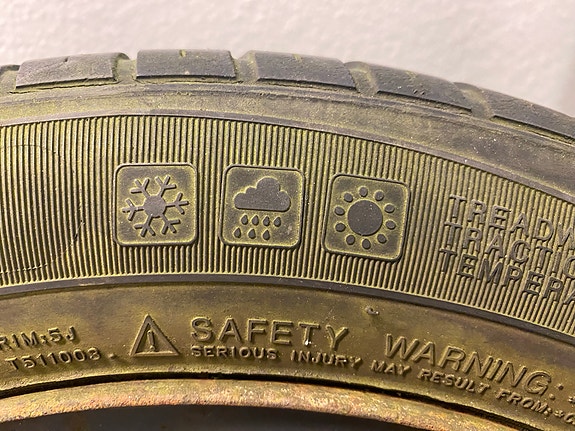 TREADW
TRACTIO
TEMPERA
RIM:5J
T511008
SAFETY WARNING:
SERIOUS INJURY MAY RESULT FROM: